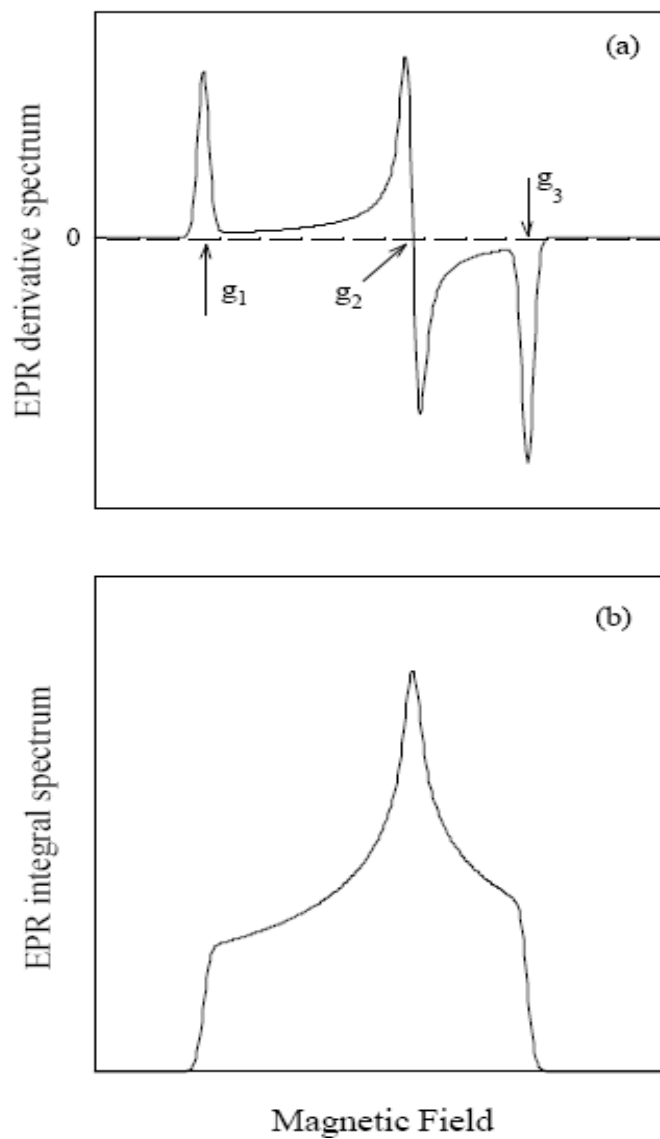 (a)
EPR derivative spectrum
0
g1
g2
g3
(b)
EPR integral spectrum
Magnetic Field